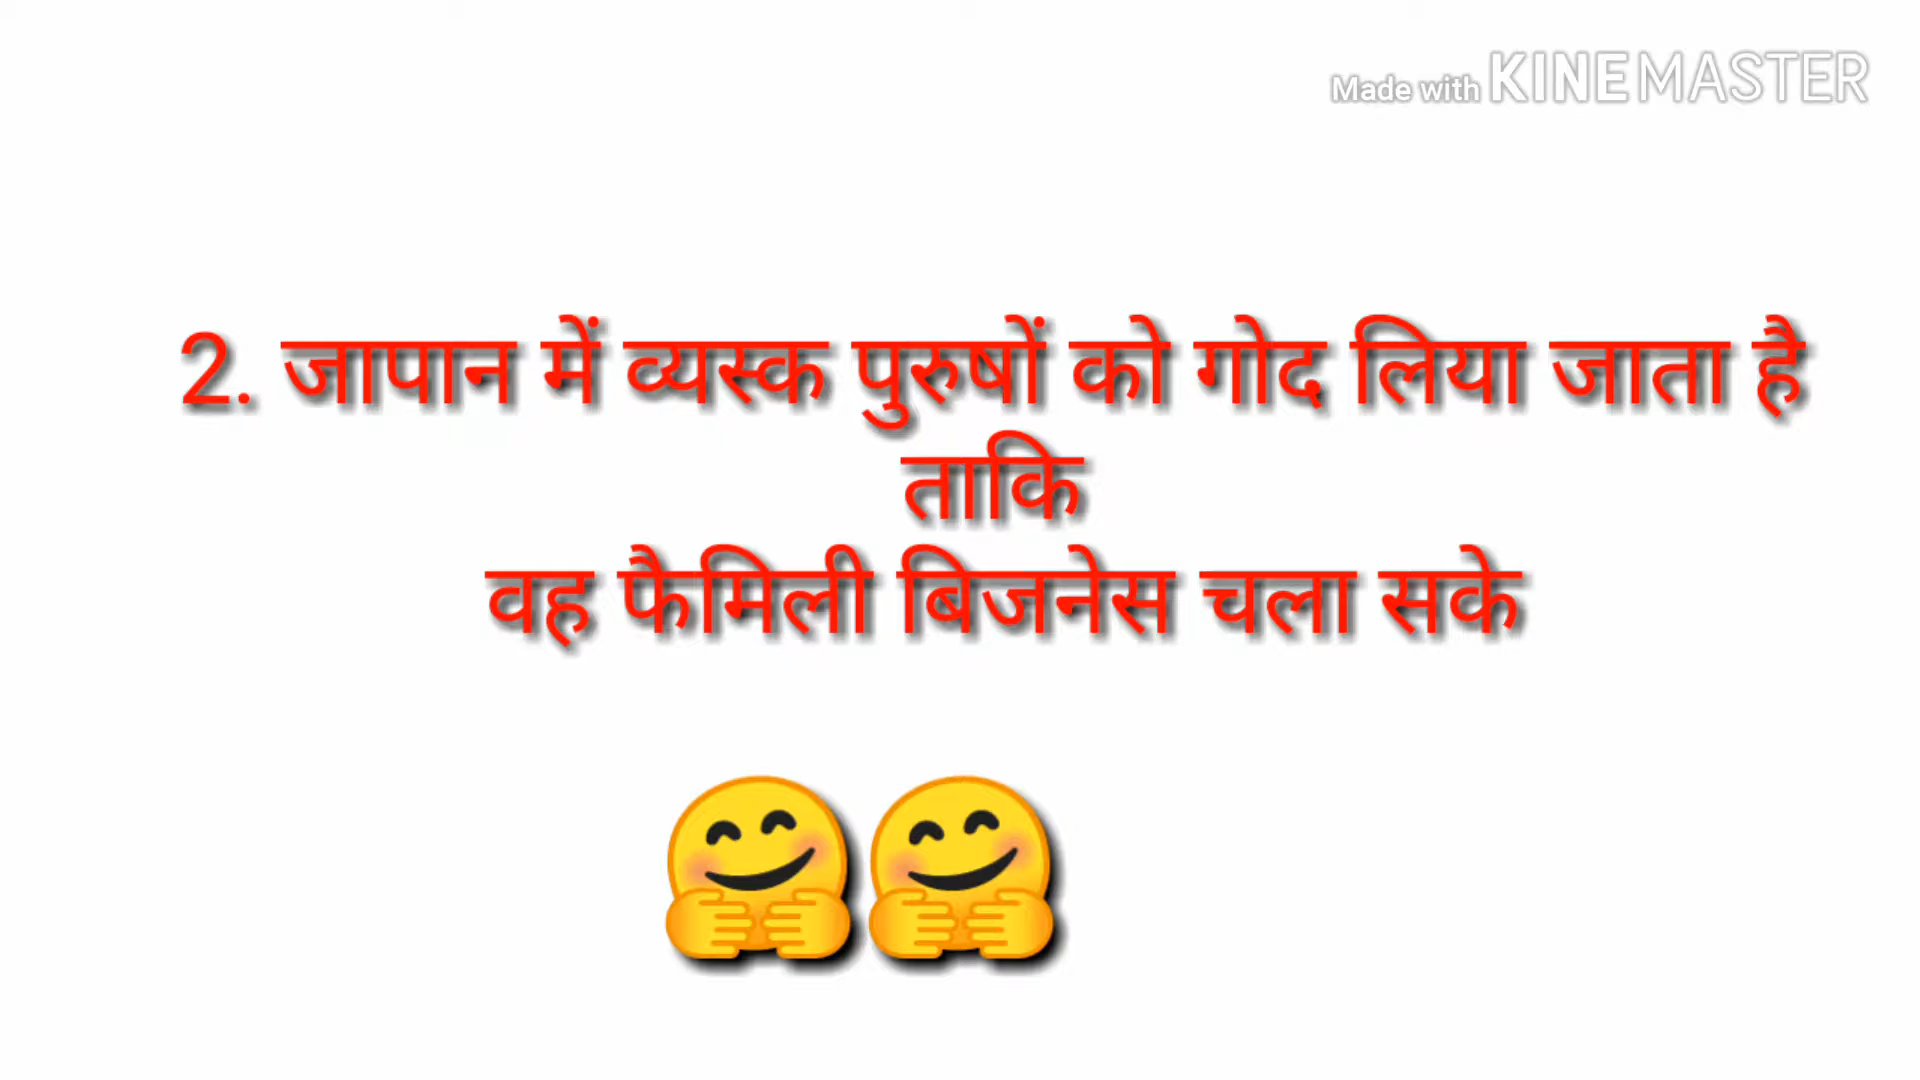 Made with KINEMASTER
2. जापान में व्यस्क पुरुषों को गोद लिया जाता है
ताकि
वह फैमिली बिजनेस चला सके